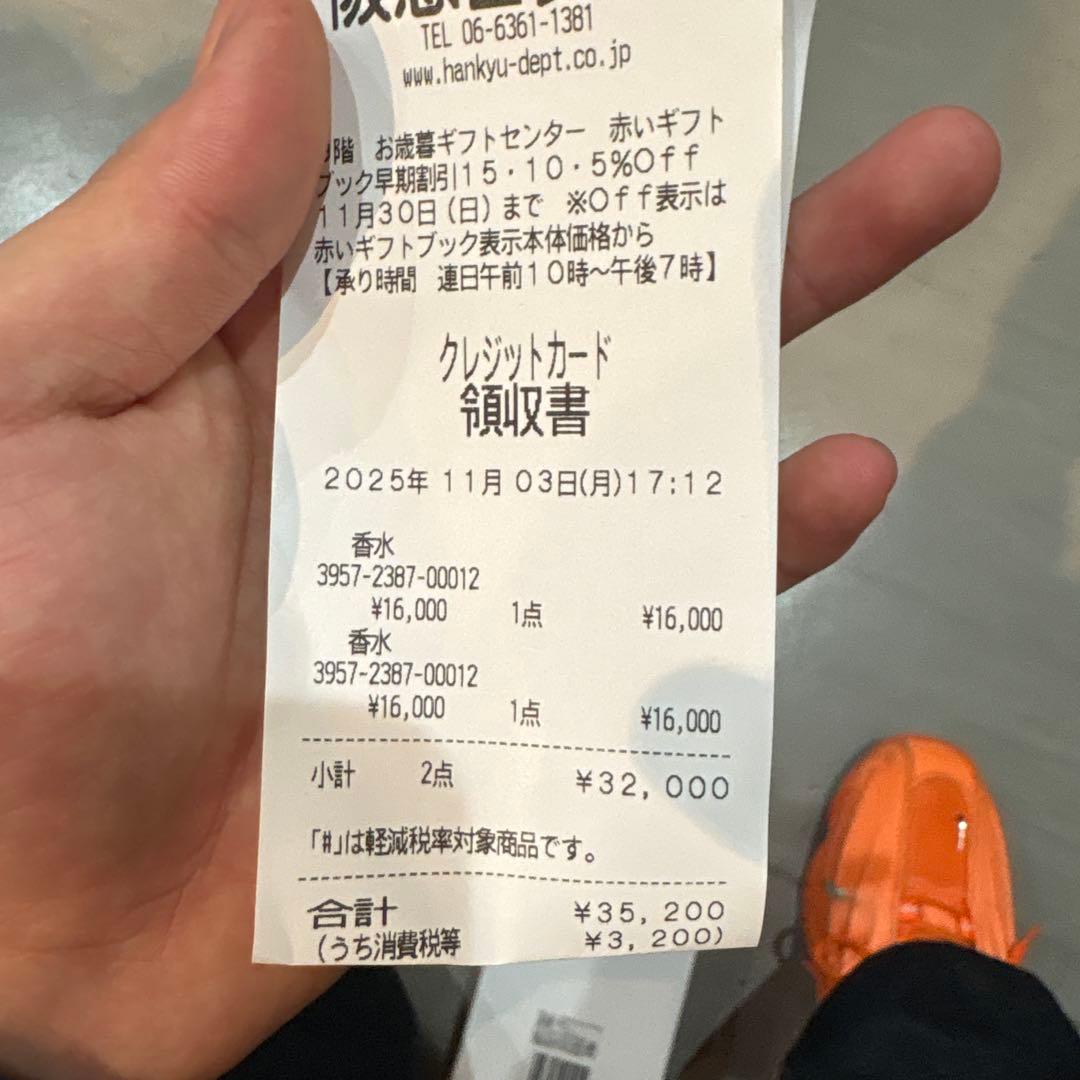 TEL 06-6361-1381
www.hankyu-dept.co.jp
階 お歳暮ギフトセンター 赤いギフト
ブック早期割引15・10・5%Off
11月30日(日)まで ※Off表示は
赤いギフトブック表示本体価格から
【承り時間 連日午前10時~午後7時】
クレジットカード
領収書
2025年 11月 03日(月)17:12
香水
3957-2387-00012
¥16,000 1点 ¥16,000
香水
3957-2387-00012
¥16,000 1点 ¥16,000
小計 2点 ¥32,000
「#」は軽減税率対象商品です。
合計 ¥35,200
(うち消費税等 ¥3,200)